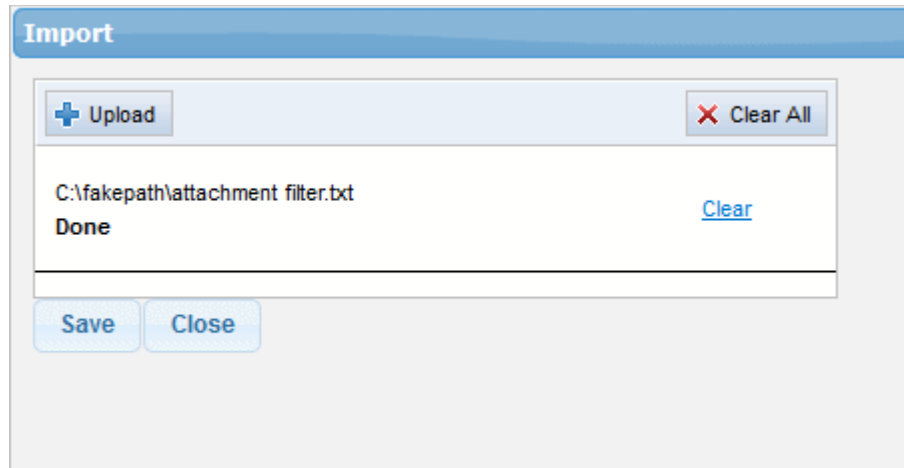 Import
Upload
Clear All
C:\fakepath\attachment filter.txt
Clear
Done
Save
Close